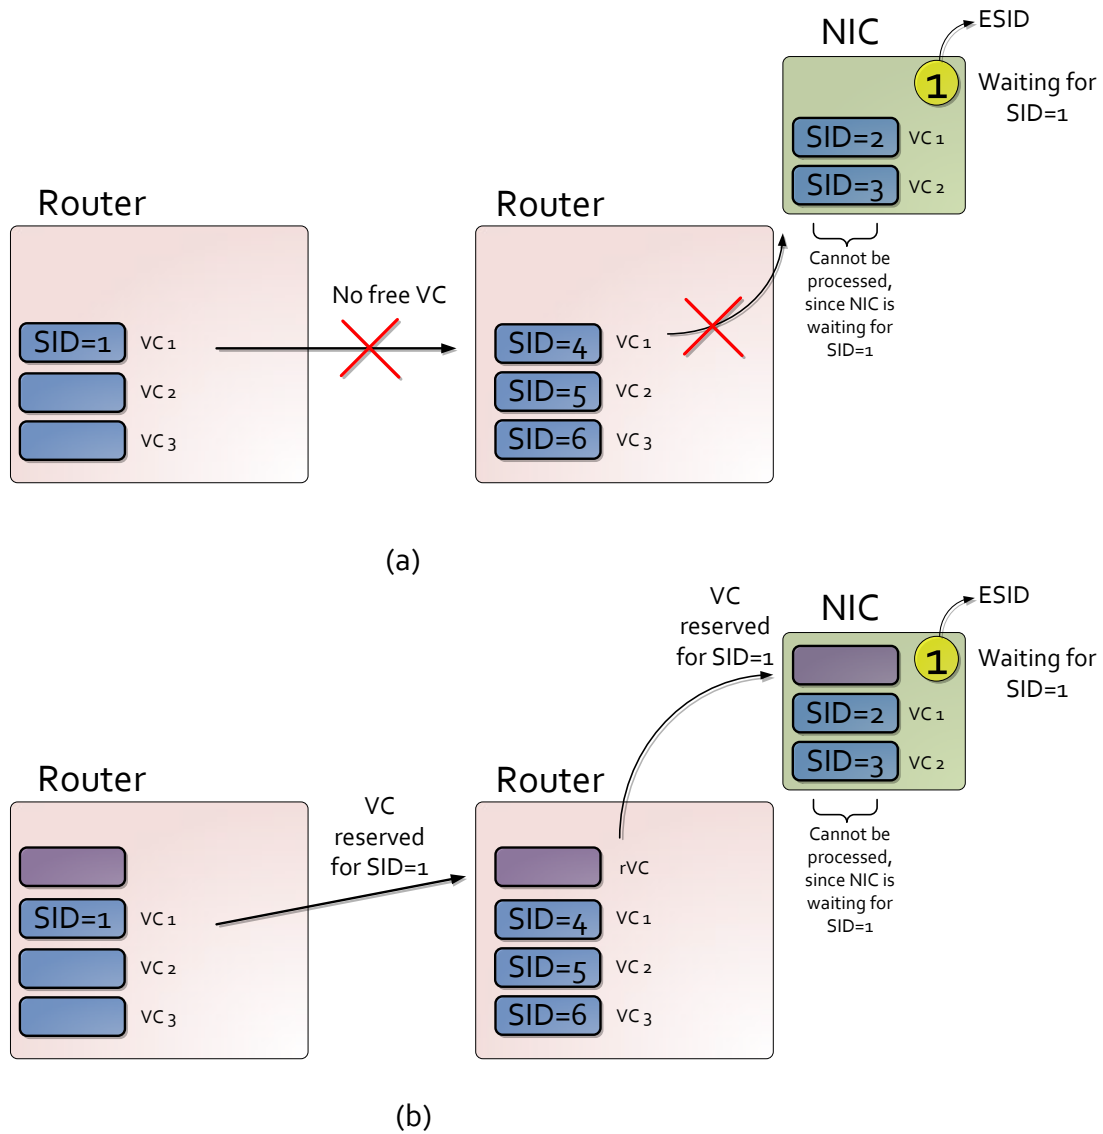 ESID
NIC
1
Waiting for
SID=1
SID=2 VC 1
SID=3 VC 2
Router
Router
Cannot be
processed,
since NIC is
waiting for
SID=1
No free VC
SID=1 VC 1
VC 2
VC 3
SID=4 VC 1
SID=5 VC 2
SID=6 VC 3
(a)
VC
reserved
for SID=1
ESID
NIC
1
Waiting for
SID=1
SID=2 VC 1
SID=3 VC 2
Router
Router
VC
reserved
for SID=1
Cannot be
processed,
since NIC is
waiting for
SID=1
rVC
SID=1 VC 1
VC 2
VC 3
SID=4 VC 1
SID=5 VC 2
SID=6 VC 3
(b)